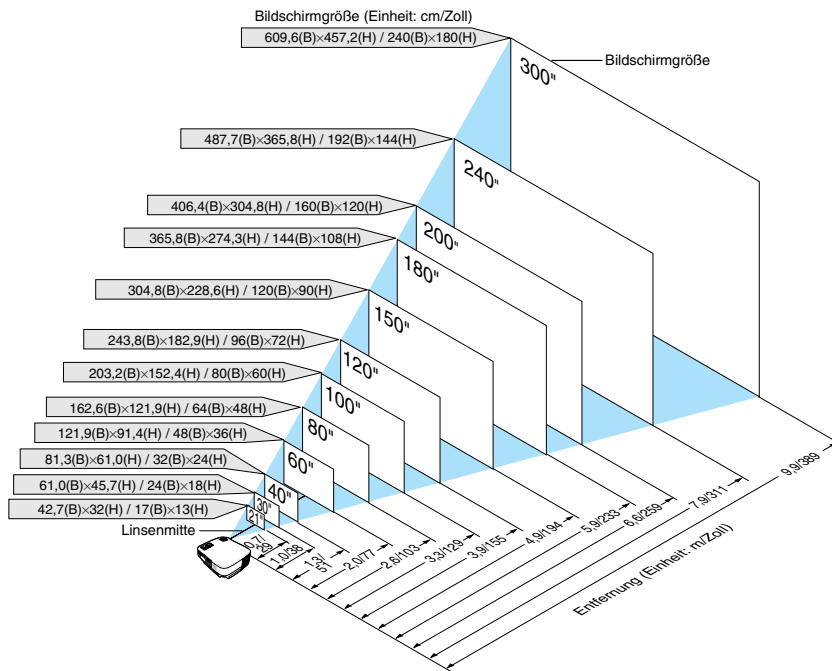 Bildschirmgröße (Einheit: cm/Zoll)
609,6(B)×457,2(H) / 240(B)×180(H)
Bildschirmgröße
300"
487,7(B)×365,8(H) / 192(B)×144(H)
240"
406,4(B)×304,8(H) / 160(B)×120(H)
200"
365,8(B)×274,3(H) / 144(B)×108(H)
180"
304,8(B)×228,6(H) / 120(B)×90(H)
150"
243,8(B)×182,9(H) / 96(B)×72(H)
120"
203,2(B)×152,4(H) / 80(B)×60(H)
100"
162,6(B)×121,9(H) / 64(B)×48(H)
80"
121,9(B)×91,4(H) / 48(B)×36(H)
60"
81,3(B)×61,0(H) / 32(B)×24(H)
40"
61,0(B)×45,7(H) / 24(B)×18(H)
30"
42,7(B)×32(H) / 17(B)×13(H)
21"
Linsenmitte
0,7/
29
1,0/38
1,3/
51
2,0/77
2,6/103
3,3/129
3,9/155
4,9/194
5,9/233
6,6/259
7,9/311
9,9/389
Entfernung (Einheit: m/Zoll)